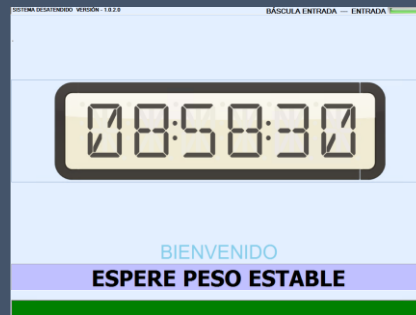 SISTEMA DESATENDIDO VERSIÓN - 1.0.2.0
BÁSCULA ENTRADA --- ENTRADA
08:58:30
BIENVENIDO
ESPERE PESO ESTABLE